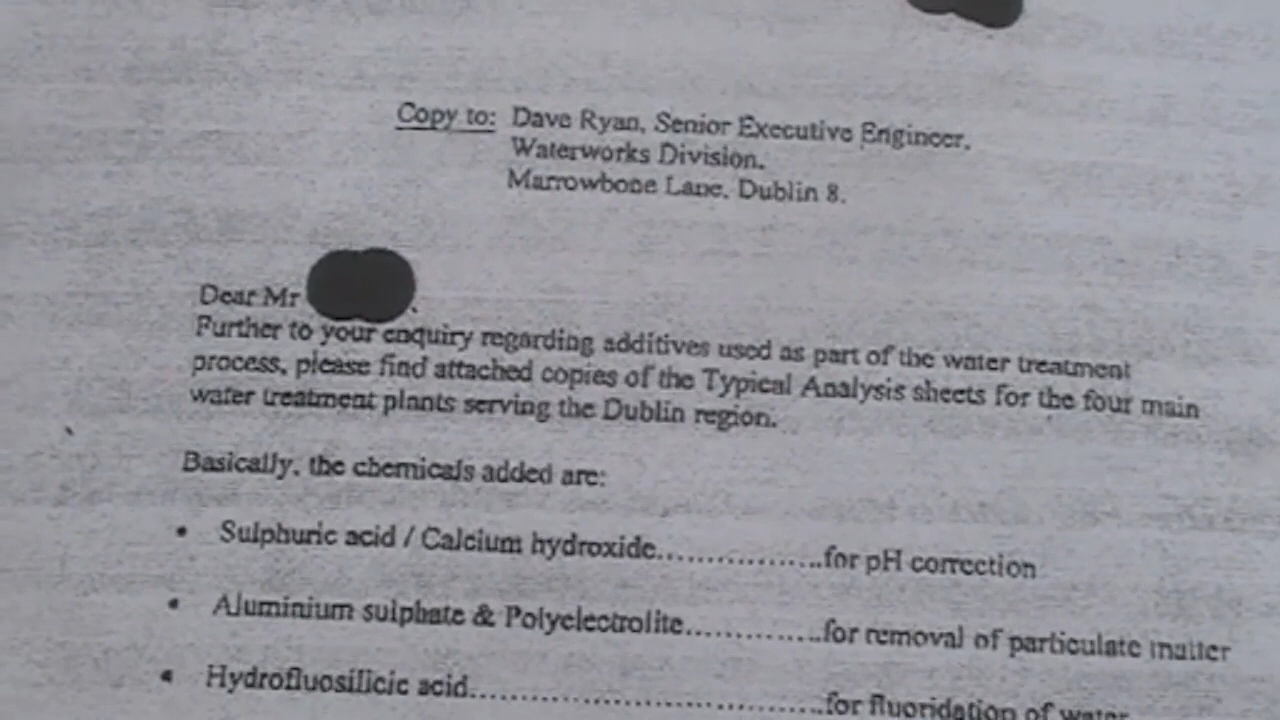 Copy to: Dave Ryan, Senior Executive Engineer,
Waterworks Division,
Marrowbone Lane, Dublin 8.
Dear Mr
Further to your enquiry regarding additives used as part of the water treatment
process, please find attached copies of the Typical Analysis sheets for the four main
water treatment plants serving the Dublin region.
Basically, the chemicals added are:
• Sulphuric acid / Calcium hydroxide................for pH correction
• Aluminium sulphate & Polyelectrolite.............for removal of particulate matter
• Hydrofluosilicic acid..................................for fluoridation of water